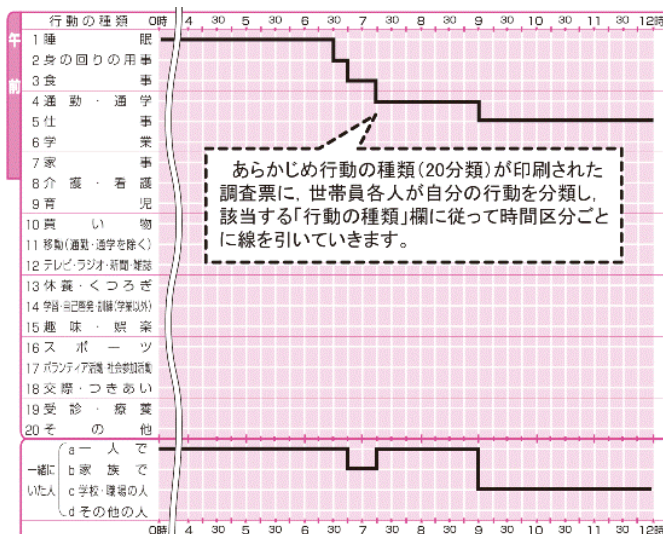 行動の種類 0時 4 30 5 30 6 30 7 30 8 30 9 30 10 30 11 30 12時
午前
1 睡眠
2 身の回りの用事
3 食事
4 通勤・通学
5 仕事
6 学業
7 家事
8 介護・看護
9 育児
10 買い物
11 移動(通勤・通学を除く)
12 テレビ・ラジオ・新聞・雑誌
13 休養・くつろぎ
14 学習・自己啓発・訓練(学業以外)
15 趣味・娯楽
16 スポーツ
17 ボランティア活動・社会参加活動
18 交際・つきあい
19 受診・療養
20 その他
あらかじめ行動の種類(20分類)が印刷された
調査票に,世帯員各人が自分の行動を分類し,
該当する「行動の種類」欄に従って時間区分ごと
に線を引いていきます。
一緒に
いた人
a 一人で
b 家族で
c 学校・職場の人
d その他の人
0時 4 30 5 30 6 30 7 30 8 30 9 30 10 30 11 30 12時